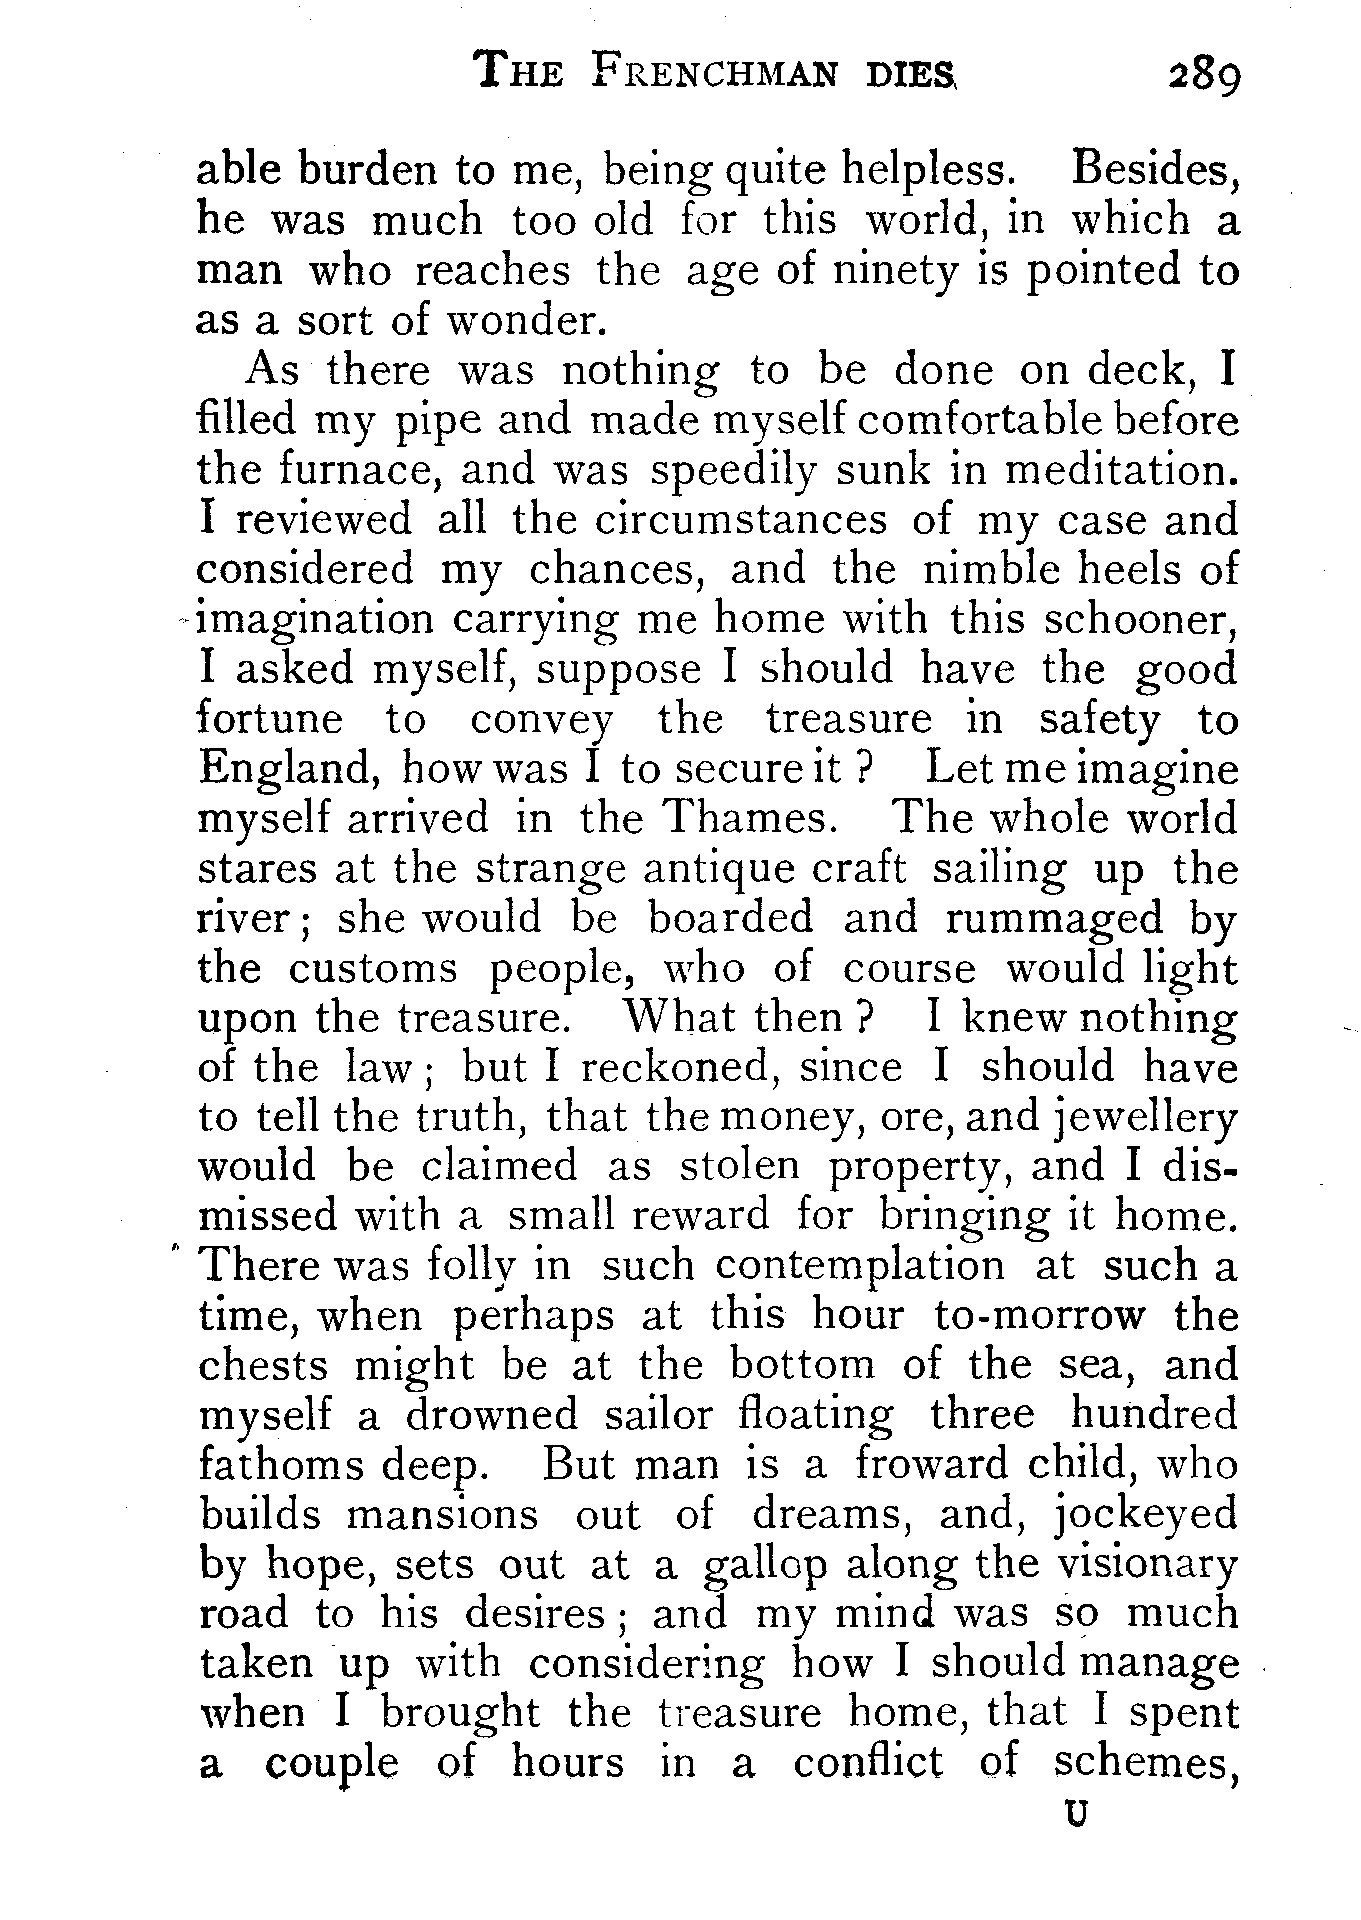 THE FRENCHMAN DIES 289
able burden to me, being quite helpless. Besides,
he was much too old for this world, in which a
man who reaches the age of ninety is pointed to
as a sort of wonder.
As there was nothing to be done on deck, I
filled my pipe and made myself comfortable before
the furnace, and was speedily sunk in meditation.
I reviewed all the circumstances of my case and
considered my chances, and the nimble heels of
imagination carrying me home with this schooner,
I asked myself, suppose I should have the good
fortune to convey the treasure in safety to
England, how was I to secure it ? Let me imagine
myself arrived in the Thames. The whole world
stares at the strange antique craft sailing up the
river ; she would be boarded and rummaged by
the customs people, who of course would light
upon the treasure. What then ? I knew nothing
of the law ; but I reckoned, since I should have
to tell the truth, that the money, ore, and jewellery
would be claimed as stolen property, and I dis-
missed with a small reward for bringing it home.
There was folly in such contemplation at such a
time, when perhaps at this hour to-morrow the
chests might be at the bottom of the sea, and
myself a drowned sailor floating three hundred
fathoms deep. But man is a froward child, who
builds mansions out of dreams, and, jockeyed
by hope, sets out at a gallop along the visionary
road to his desires ; and my mind was so much
taken up with considering how I should manage
when I brought the treasure home, that I spent
a couple of hours in a conflict of schemes,
U